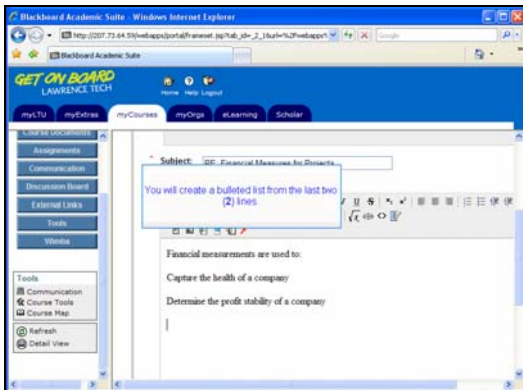 Blackboard Academic Suite - Windows Internet Explorer
Google
Blackboard Academic Suite
GET ON BOARD
LAWRENCE TECH
Home Help Logout
myLTU myExtras myCourses myOrgs eLearning Scholar
Course Documents
Assignments
Communication
Discussion Board
External Links
Tools
Wimba
Tools
Communication
Course Tools
Course Map
Refresh
Detail View
* Subject: RE: Financial Measures for Projects
You will create a bulleted list from the last two
(2) lines.
Financial measurements are used to:
Capture the health of a company
Determine the profit stability of a company